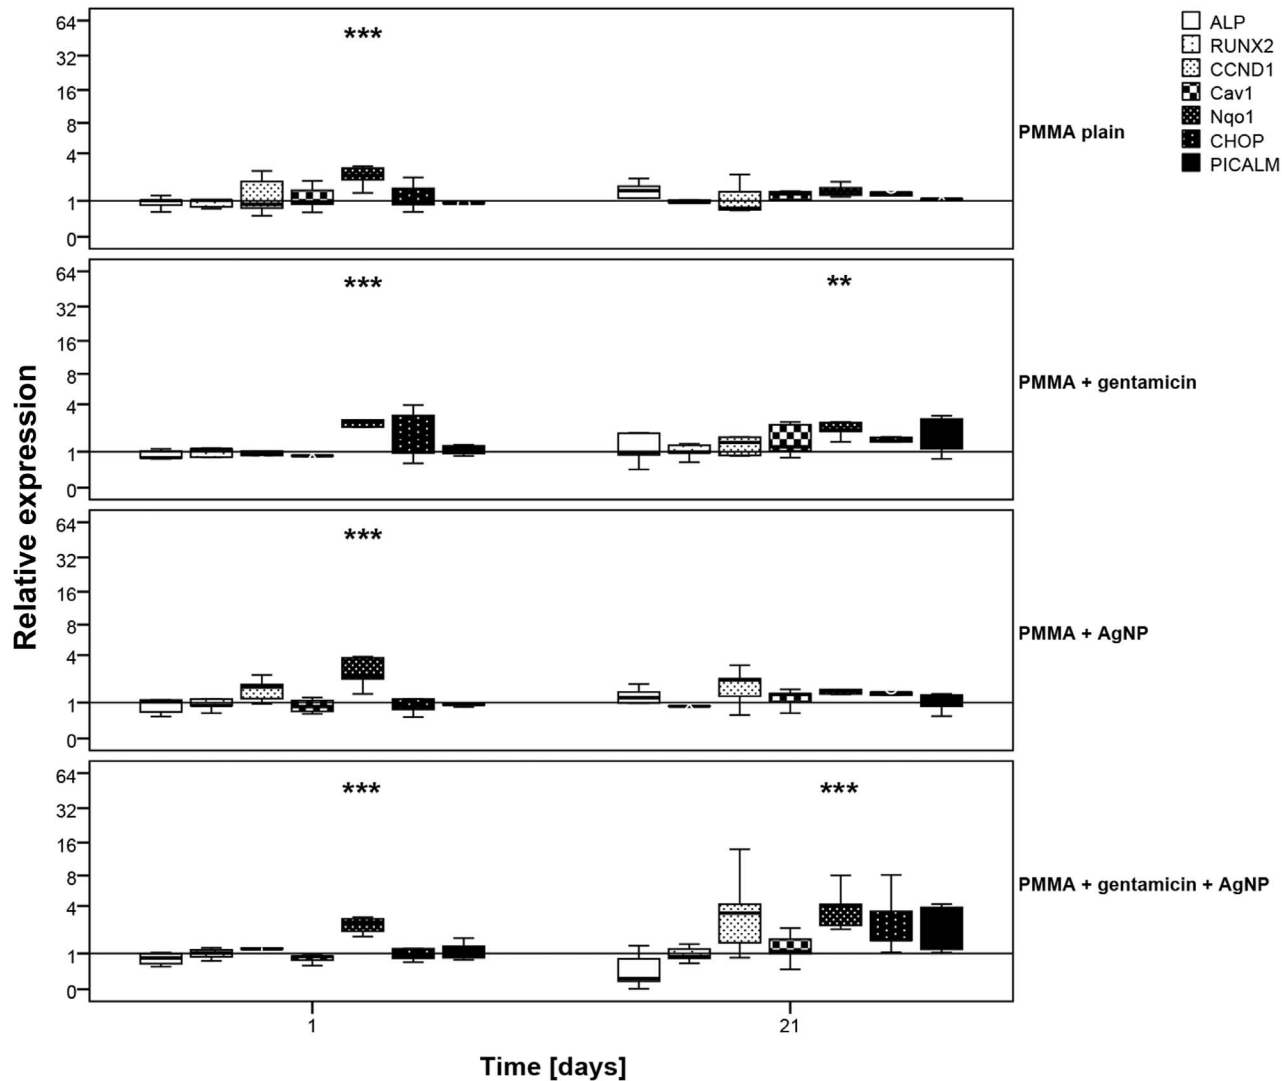 ALP
RUNX2
CCND1
Cav1
Nqo1
CHOP
PICALM
64
32
16
8
4
1
0
***
PMMA plain
64
32
16
8
4
1
0
***
**
PMMA + gentamicin
64
32
16
8
4
1
0
***
PMMA + AgNP
64
32
16
8
4
1
0
***
***
PMMA + gentamicin + AgNP
Relative expression
1
21
Time [days]